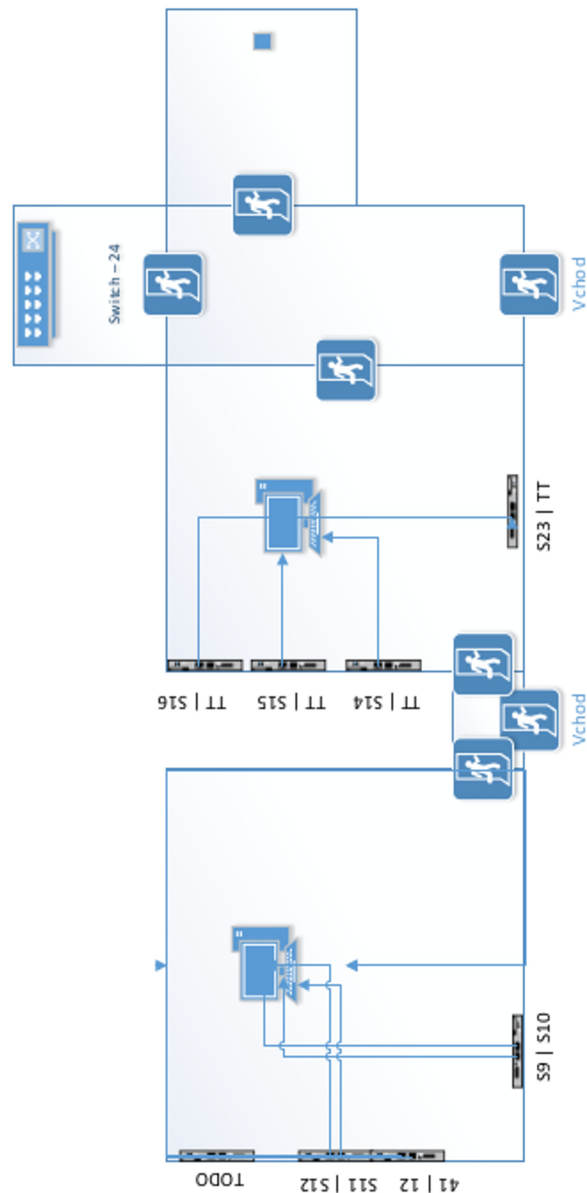 Switch – 24
Vchod
S23 | TT
TT | S16
TT | S15
TT | S14
Vchod
S9 | S10
TODO
S11 | S12
41 | 12